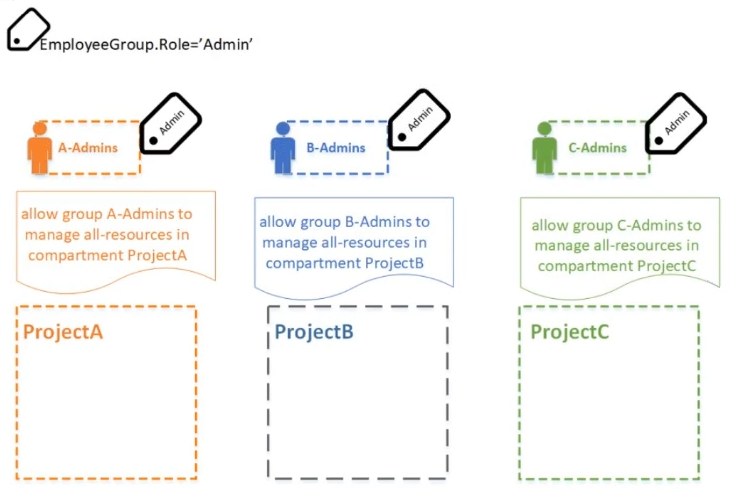 EmployeeGroup.Role=’Admin’
A-Admins
Admin
B-Admins
Admin
C-Admins
Admin
allow group A-Admins to
manage all-resources in
compartment ProjectA
allow group B-Admins to
manage all-resources in
compartment ProjectB
allow group C-Admins to
manage all-resources in
compartment ProjectC
ProjectA
ProjectB
ProjectC